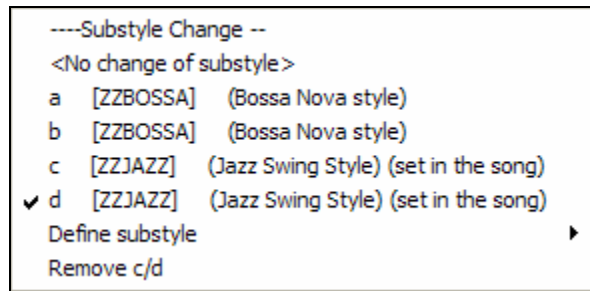 ----Substyle Change --
<No change of substyle>
a [ZZBOSSA] (Bossa Nova style)
b [ZZBOSSA] (Bossa Nova style)
c [ZZJAZZ] (Jazz Swing Style) (set in the song)
d [ZZJAZZ] (Jazz Swing Style) (set in the song)
Define substyle
Remove c/d